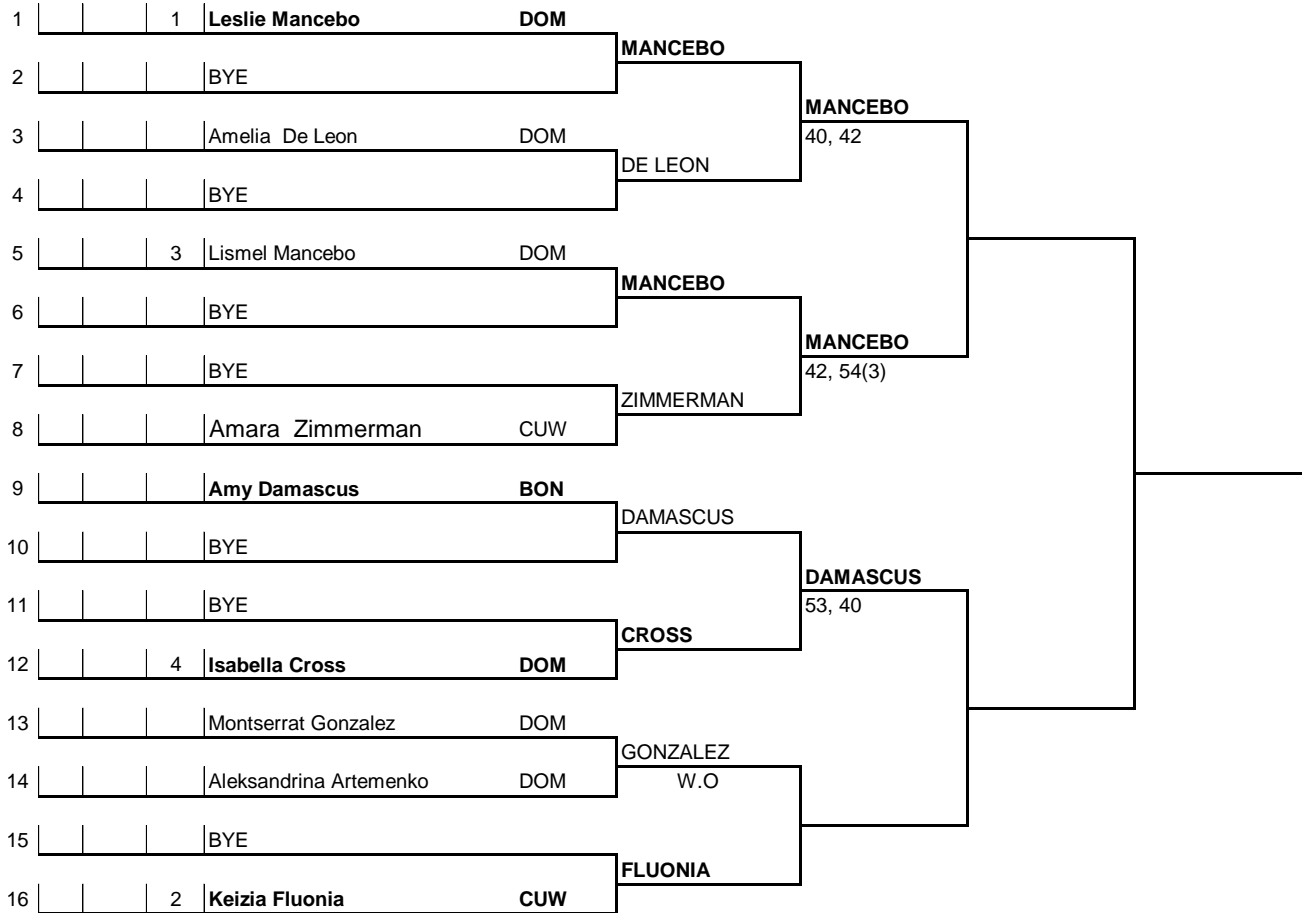 1 1 Leslie Mancebo DOM
MANCEBO
2 BYE
MANCEBO
3 Amelia De Leon DOM 40, 42
DE LEON
4 BYE
5 3 Lismel Mancebo DOM
MANCEBO
6 BYE
MANCEBO
7 BYE 42, 54(3)
ZIMMERMAN
8 Amara Zimmerman CUW
9 Amy Damascus BON
DAMASCUS
10 BYE
DAMASCUS
11 BYE 53, 40
CROSS
12 4 Isabella Cross DOM
13 Montserrat Gonzalez DOM
GONZALEZ
14 Aleksandrina Artemenko DOM W.O
15 BYE
FLUONIA
16 2 Keizia Fluonia CUW